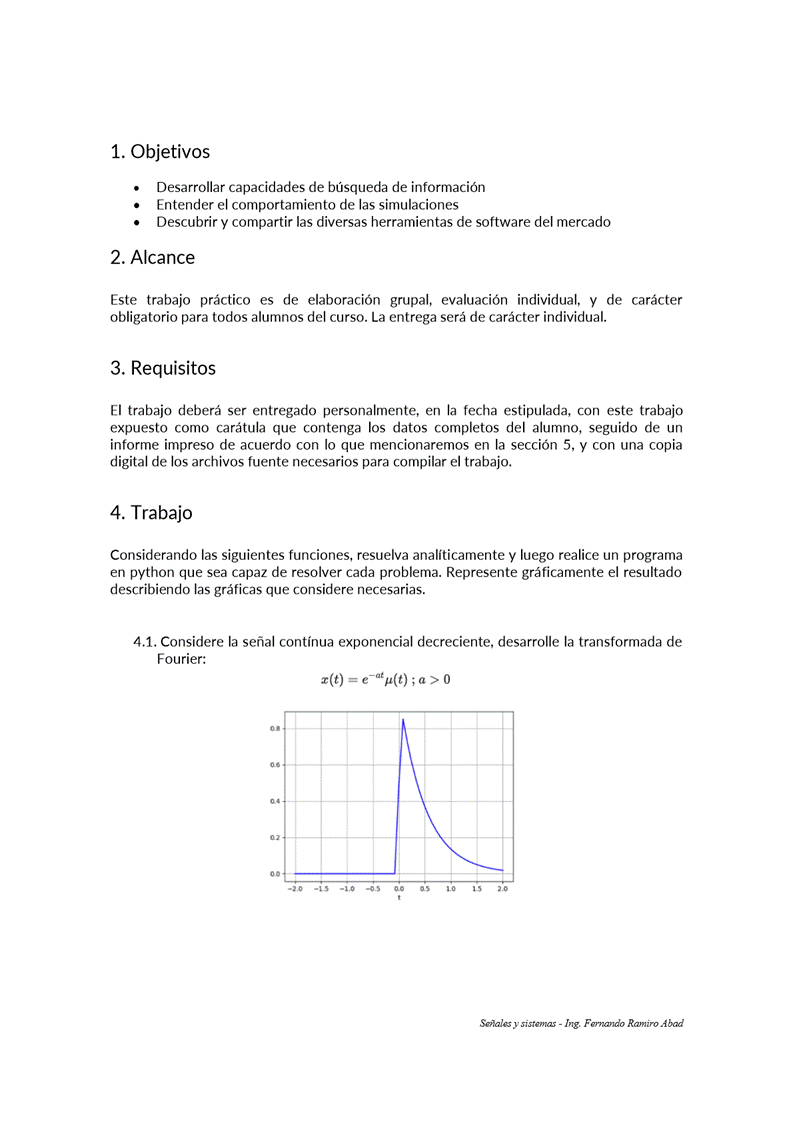 1. Objetivos
• Desarrollar capacidades de búsqueda de información
• Entender el comportamiento de las simulaciones
• Descubrir y compartir las diversas herramientas de software del mercado
2. Alcance
Este trabajo práctico es de elaboración grupal, evaluación individual, y de carácter
obligatorio para todos alumnos del curso. La entrega será de carácter individual.
3. Requisitos
El trabajo deberá ser entregado personalmente, en la fecha estipulada, con este trabajo
expuesto como carátula que contenga los datos completos del alumno, seguido de un
informe impreso de acuerdo con lo que mencionaremos en la sección 5, y con una copia
digital de los archivos fuente necesarios para compilar el trabajo.
4. Trabajo
Considerando las siguientes funciones, resuelva analíticamente y luego realice un programa
en python que sea capaz de resolver cada problema. Represente gráficamente el resultado
describiendo las gráficas que considere necesarias.
4.1. Considere la señal contínua exponencial decreciente, desarrolle la transformada de
Fourier:
x(t) = e^{-at}μ(t) ; a > 0
0.8
0.6
0.4
0.2
0.0
−2.0 −1.5 −1.0 −0.5 0.0 0.5 1.0 1.5 2.0
t
Señales y sistemas - Ing. Fernando Ramiro Abad